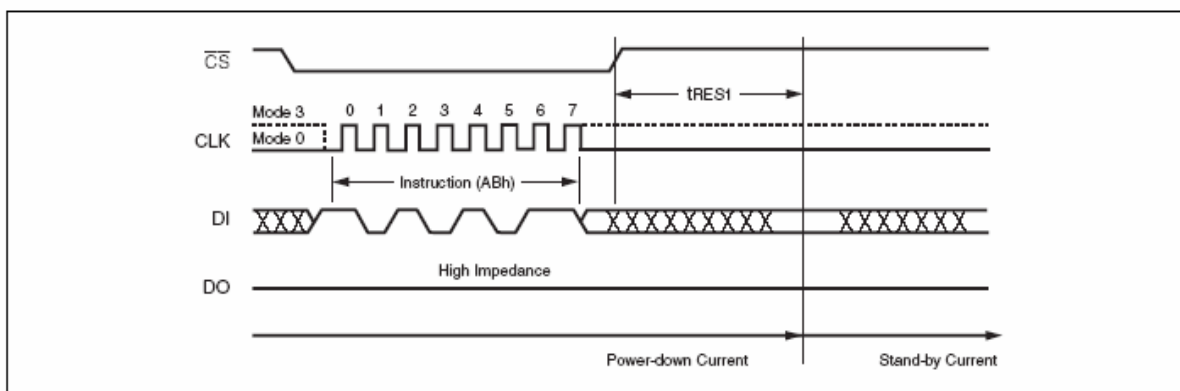 CS
tRES1
Mode 3 0 1 2 3 4 5 6 7
CLK Mode 0
Instruction (ABh)
DI
High Impedance
DO
Power-down Current Stand-by Current